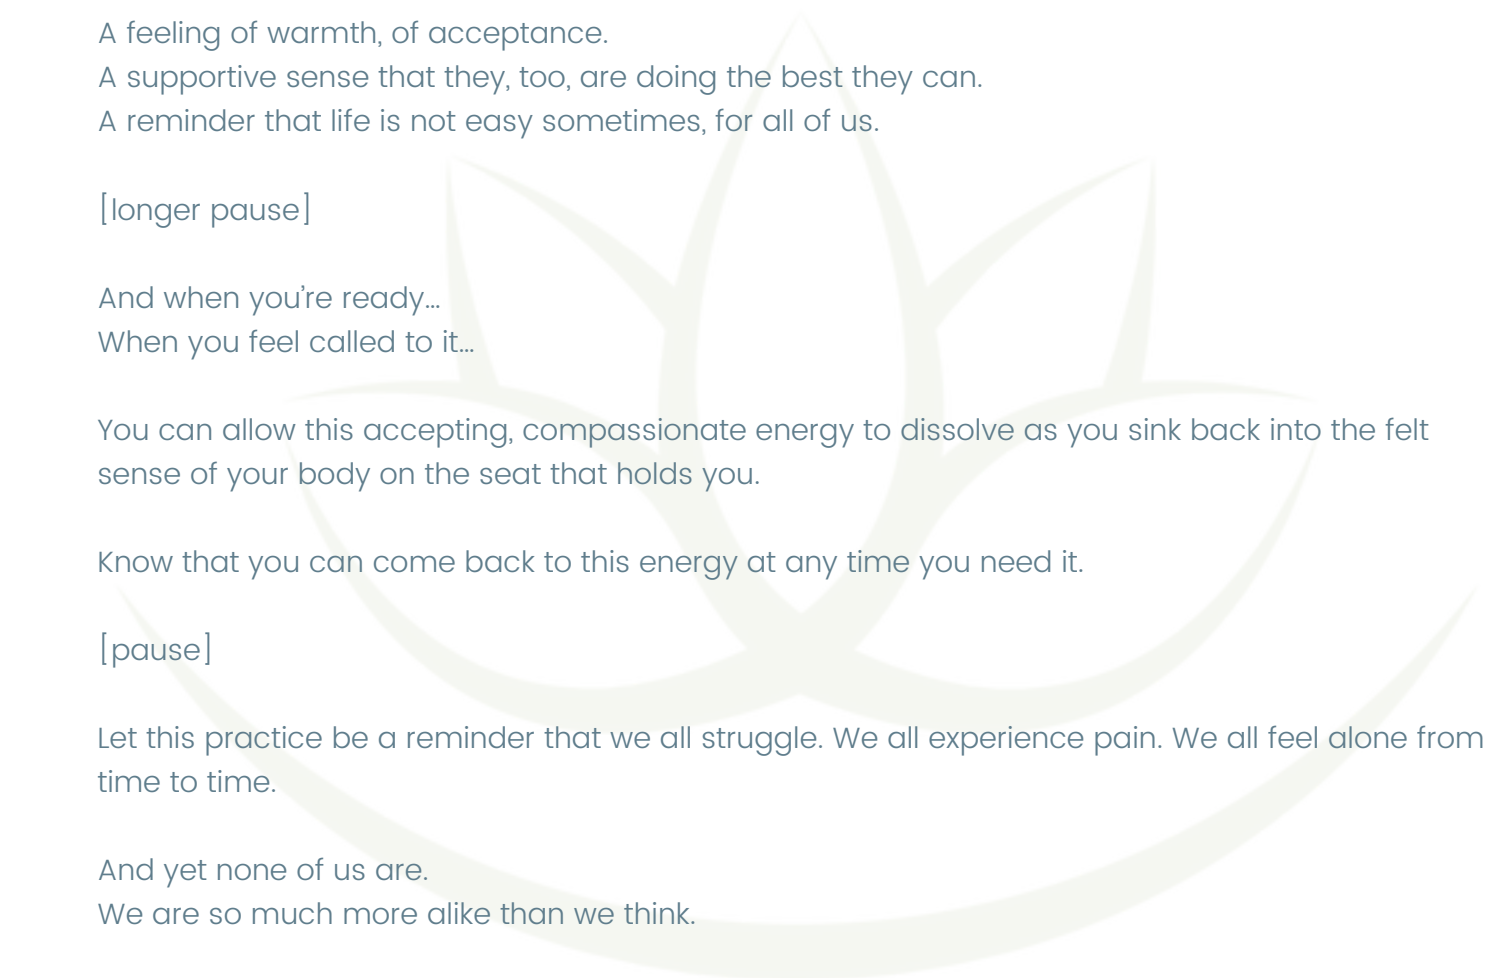 A feeling of warmth, of acceptance.
A supportive sense that they, too, are doing the best they can.
A reminder that life is not easy sometimes, for all of us.
[longer pause]
And when you’re ready…
When you feel called to it…
You can allow this accepting, compassionate energy to dissolve as you sink back into the felt
sense of your body on the seat that holds you.
Know that you can come back to this energy at any time you need it.
[pause]
Let this practice be a reminder that we all struggle. We all experience pain. We all feel alone from
time to time.
And yet none of us are.
We are so much more alike than we think.